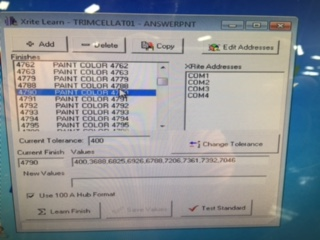 Xrite Learn - TRIMCELLAT01 - ANSWERPNT
Add
Delete
Copy
Edit Addresses
Finishes
XRite Addresses
4762 PAINT COLOR 4762
4763 PAINT COLOR 4763
4779 PAINT COLOR 4779
4788 PAINT COLOR 4788
4790 PAINT COLOR
4791 PAINT COLOR 4791
4792 PAINT COLOR 4792
4793 PAINT COLOR 4793
4794 PAINT COLOR 4794
4795 PAINT COLOR 4795
COM1
COM2
COM3
COM4
Current Tolerance: 400
Change Tolerance
Current Finish Values
4790 400,3680,6825,6926,6788,7206,7361,7392,7046
New Values
Use 100 A Hub Format
Learn Finish
Save Values
Test Standard